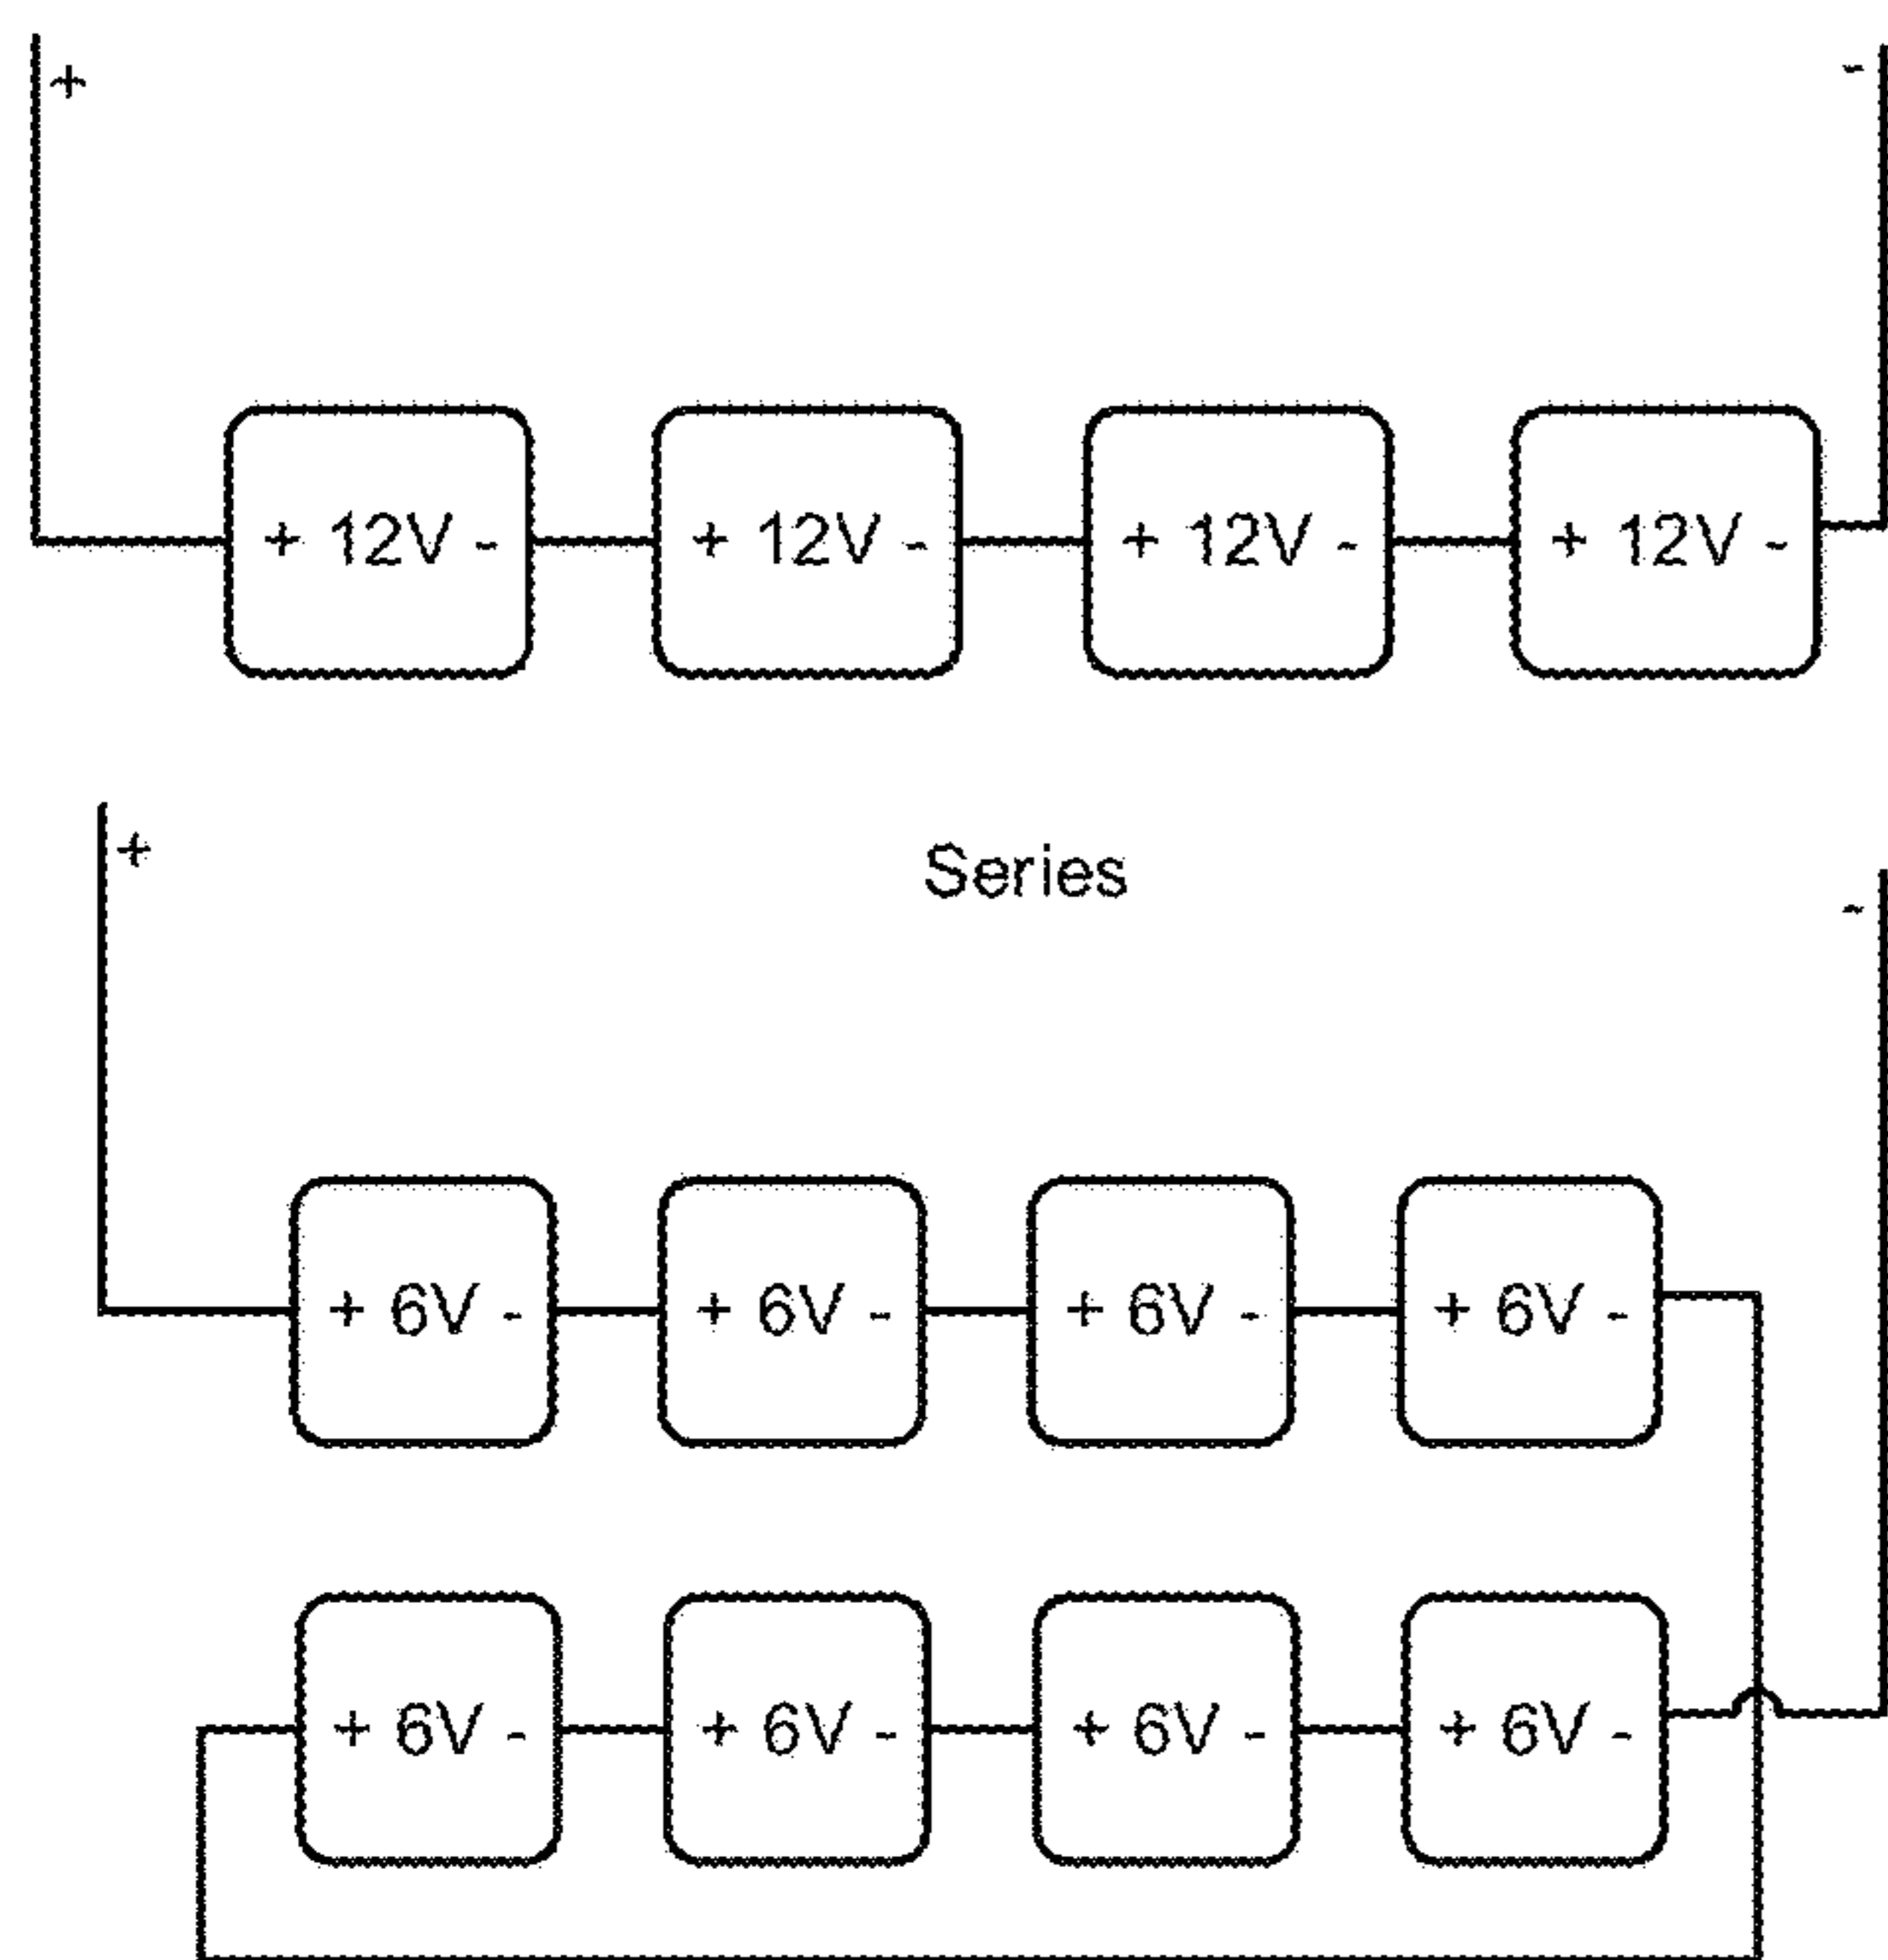 + -
+ 12V - + 12V - + 12V - + 12V -
+ Series -
+ 6V - + 6V - + 6V - + 6V -
+ 6V - + 6V - + 6V - + 6V -